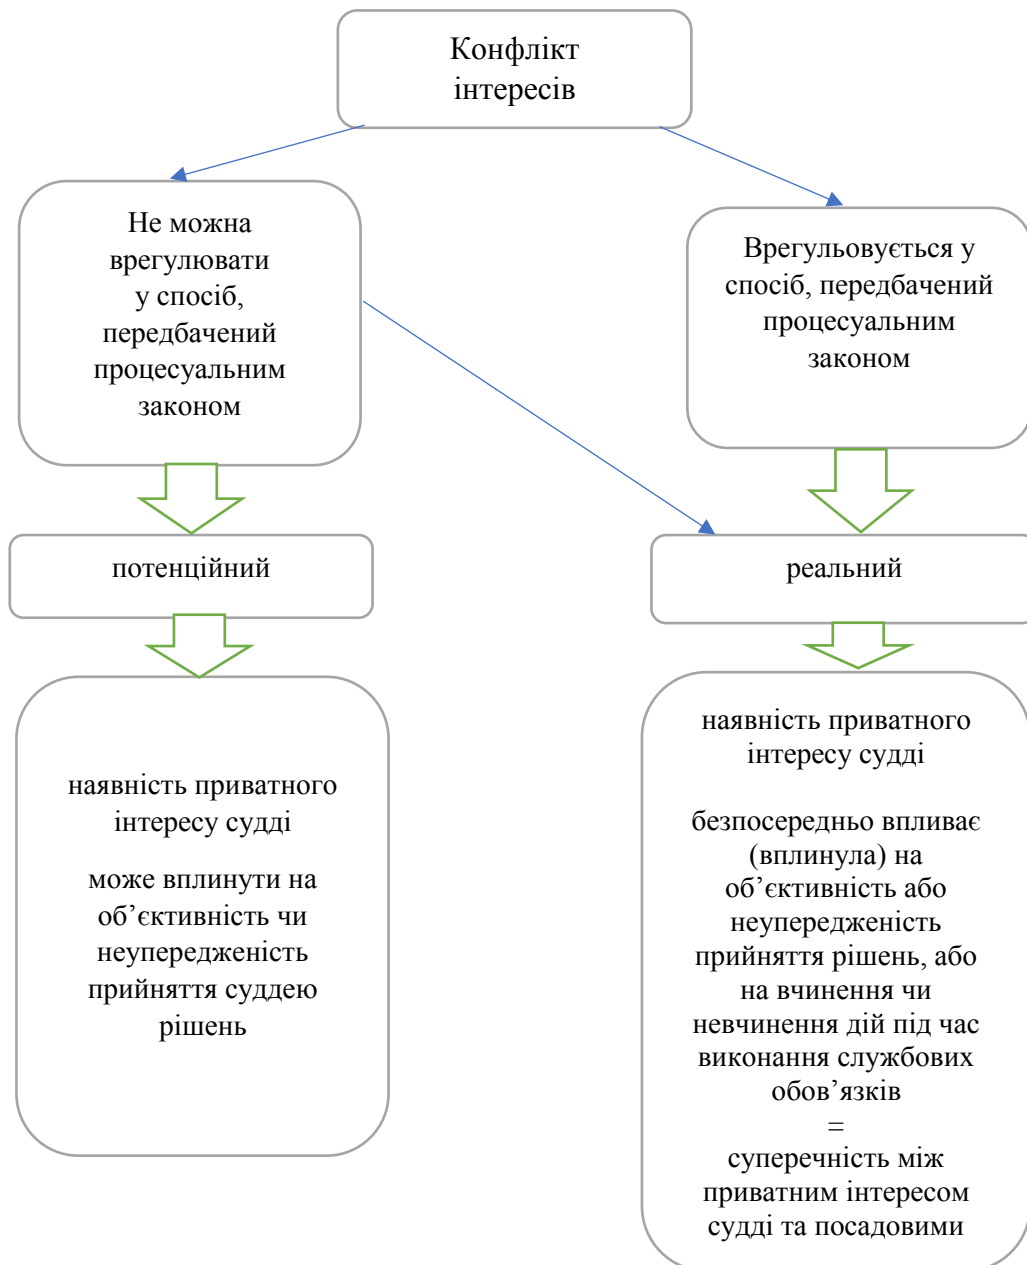 Конфлікт
інтересів
Не можна
врегулювати
у спосіб,
передбачений
процесуальним
законом
Врегульовується у
спосіб, передбачений
процесуальним
законом
потенційний
реальний
наявність приватного
інтересу судді
може вплинути на
об’єктивність чи
неупередженість
прийняття суддею
рішень
наявність приватного
інтересу судді
безпосередньо впливає
(вплинула) на
об’єктивність або
неупередженість
прийняття рішень, або
на вчинення чи
невчинення дій під час
виконання службових
обов’язків
=
суперечність між
приватним інтересом
судді та посадовими